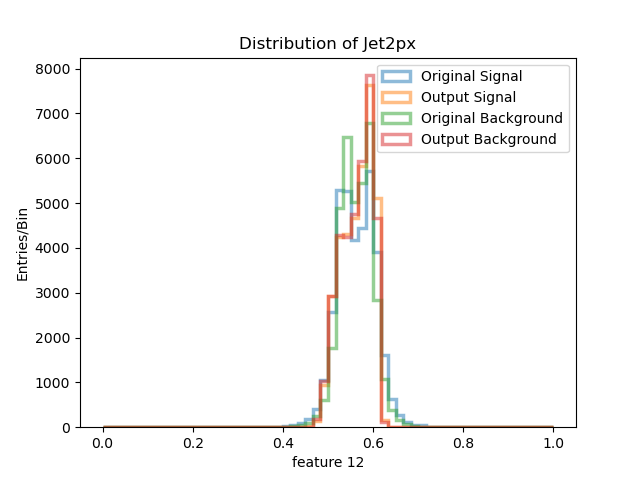 Distribution of Jet2px
Original Signal
Output Signal
Original Background
Output Background
Entries/Bin
8000
7000
6000
5000
4000
3000
2000
1000
0
0.0 0.2 0.4 0.6 0.8 1.0
feature 12